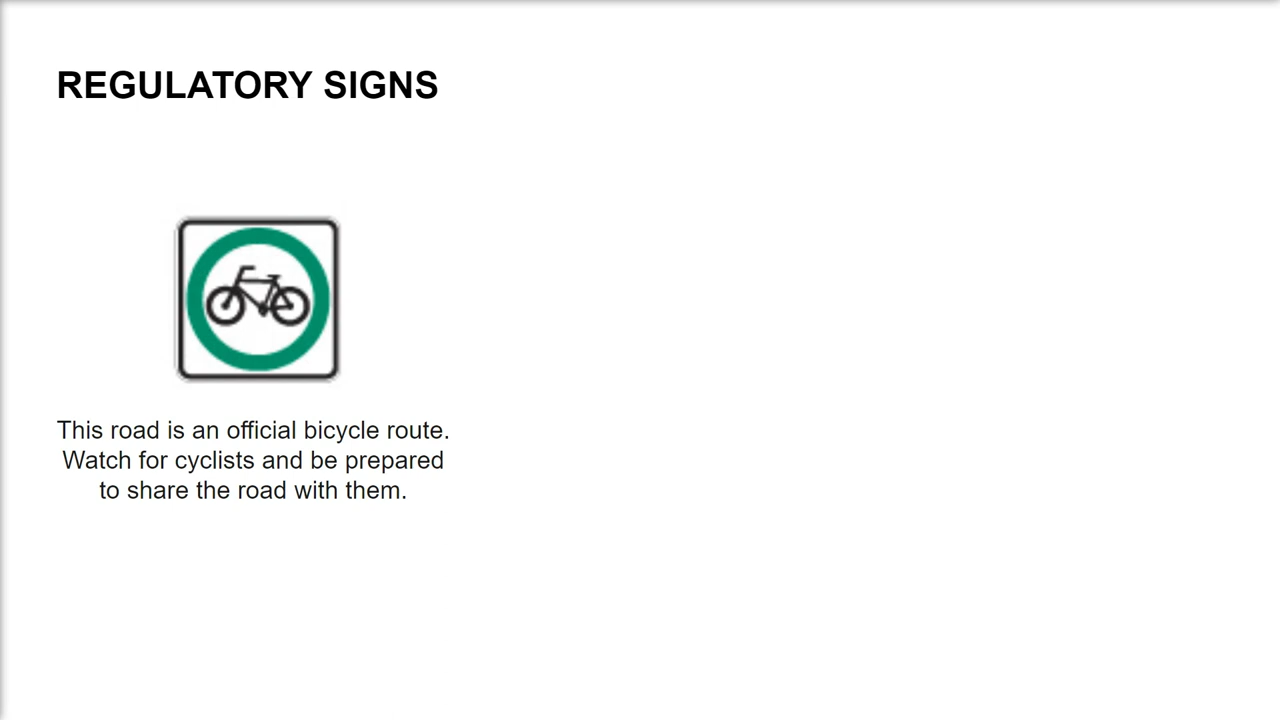 REGULATORY SIGNS
This road is an official bicycle route.
Watch for cyclists and be prepared
to share the road with them.